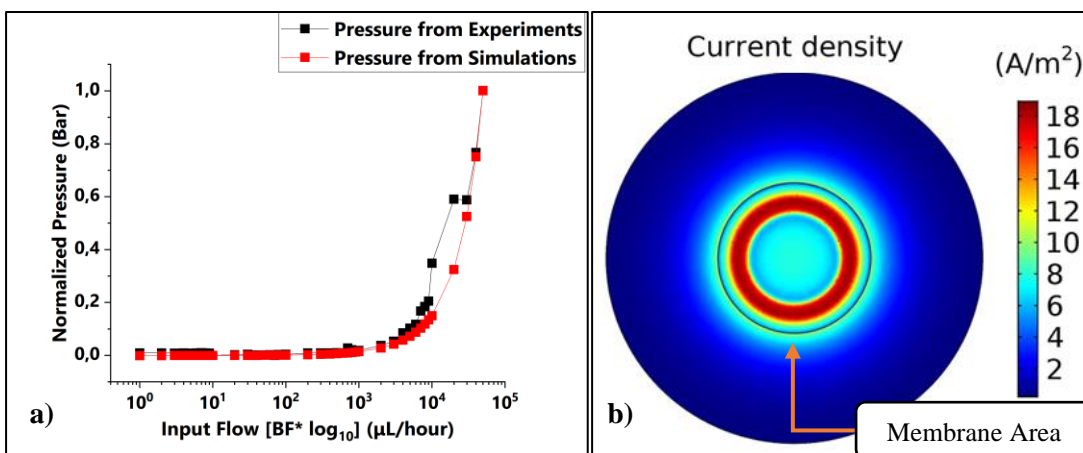 Pressure from Experiments
Pressure from Simulations
Normalized Pressure (Bar)
1,0
0,8
0,6
0,4
0,2
0,0
10⁰
10¹
10²
10³
10⁴
10⁵
Input Flow [BF* log₁₀] (µL/hour)
a)
Current density
(A/m²)
18
16
14
12
10
8
6
4
2
b)
Membrane Area